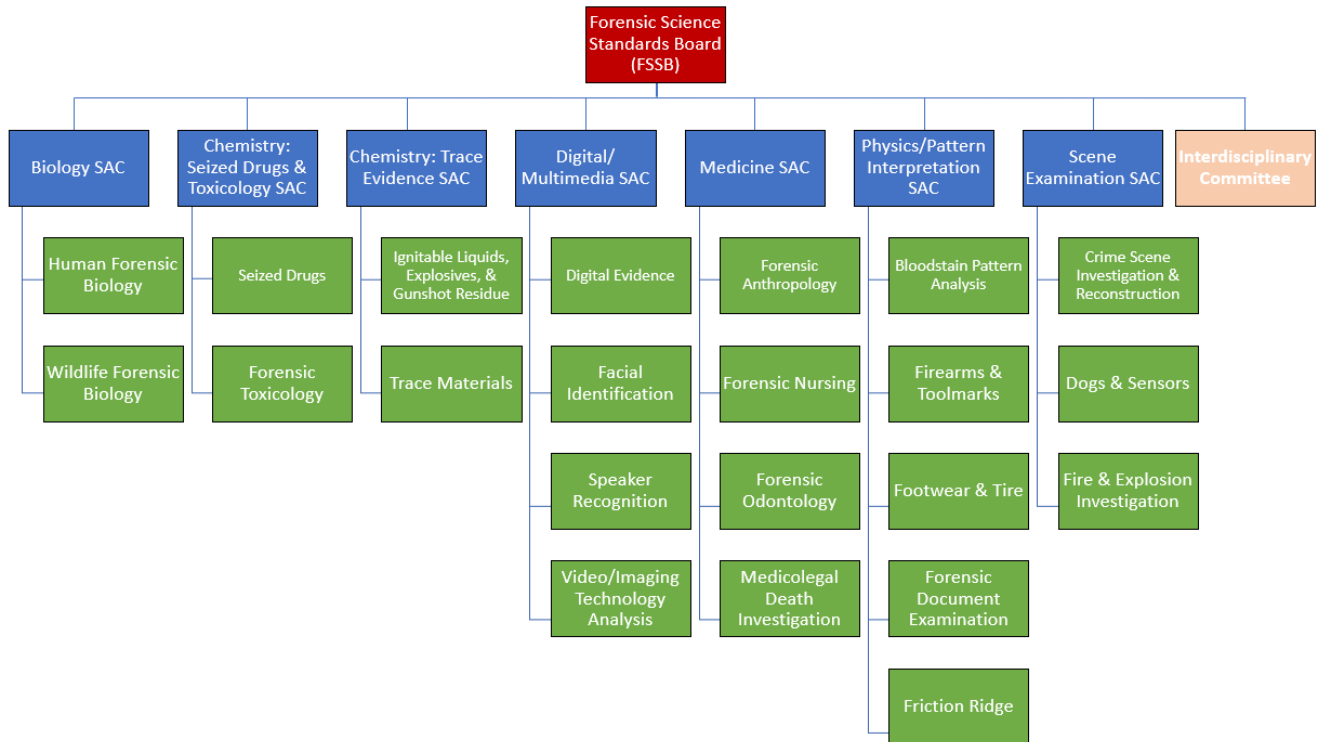 Forensic Science
Standards Board
(FSSB)
Biology SAC
Chemistry:
Seized Drugs &
Toxicology SAC
Chemistry: Trace
Evidence SAC
Digital/
Multimedia SAC
Medicine SAC
Physics/Pattern
Interpretation
SAC
Scene
Examination SAC
Interdisciplinary
Committee
Human Forensic
Biology
Wildlife Forensic
Biology
Seized Drugs
Forensic
Toxicology
Ignitable Liquids,
Explosives, &
Gunshot Residue
Trace Materials
Digital Evidence
Facial
Identification
Speaker
Recognition
Video/Imaging
Technology
Analysis
Forensic
Anthropology
Forensic Nursing
Forensic
Odontology
Medicolegal
Death
Investigation
Bloodstain Pattern
Analysis
Firearms &
Toolmarks
Footwear & Tire
Forensic
Document
Examination
Friction Ridge
Crime Scene
Investigation &
Reconstruction
Dogs & Sensors
Fire & Explosion
Investigation